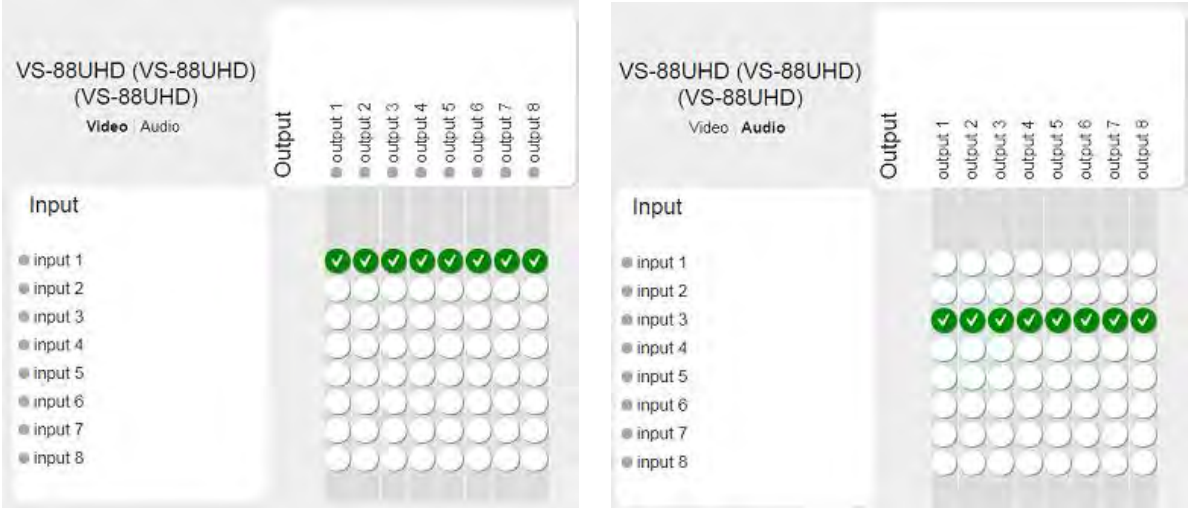 VS-88UHD (VS-88UHD)
(VS-88UHD)
Video Audio
Output
output 1
output 2
output 3
output 4
output 5
output 6
output 7
output 8
Input
input 1
input 2
input 3
input 4
input 5
input 6
input 7
input 8
VS-88UHD (VS-88UHD)
(VS-88UHD)
Video Audio
Output
output 1
output 2
output 3
output 4
output 5
output 6
output 7
output 8
Input
input 1
input 2
input 3
input 4
input 5
input 6
input 7
input 8